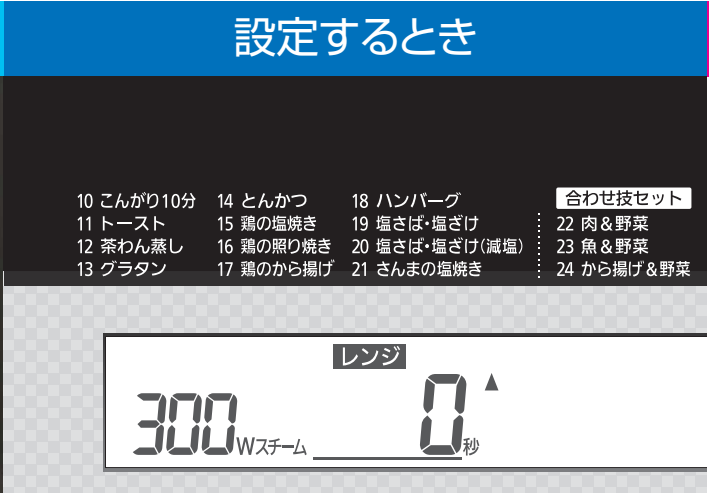 設定するとき
10 こんがり10分 14 とんかつ 18 ハンバーグ 合わせ技セット
11 トースト 15 鶏の塩焼き 19 塩さば・塩ざけ 22 肉&野菜
12 茶わん蒸し 16 鶏の照り焼き 20 塩さば・塩ざけ(減塩) 23 魚&野菜
13 グラタン 17 鶏のから揚げ 21 さんまの塩焼き 24 から揚げ&野菜
レンジ
300Wスチーム 0秒